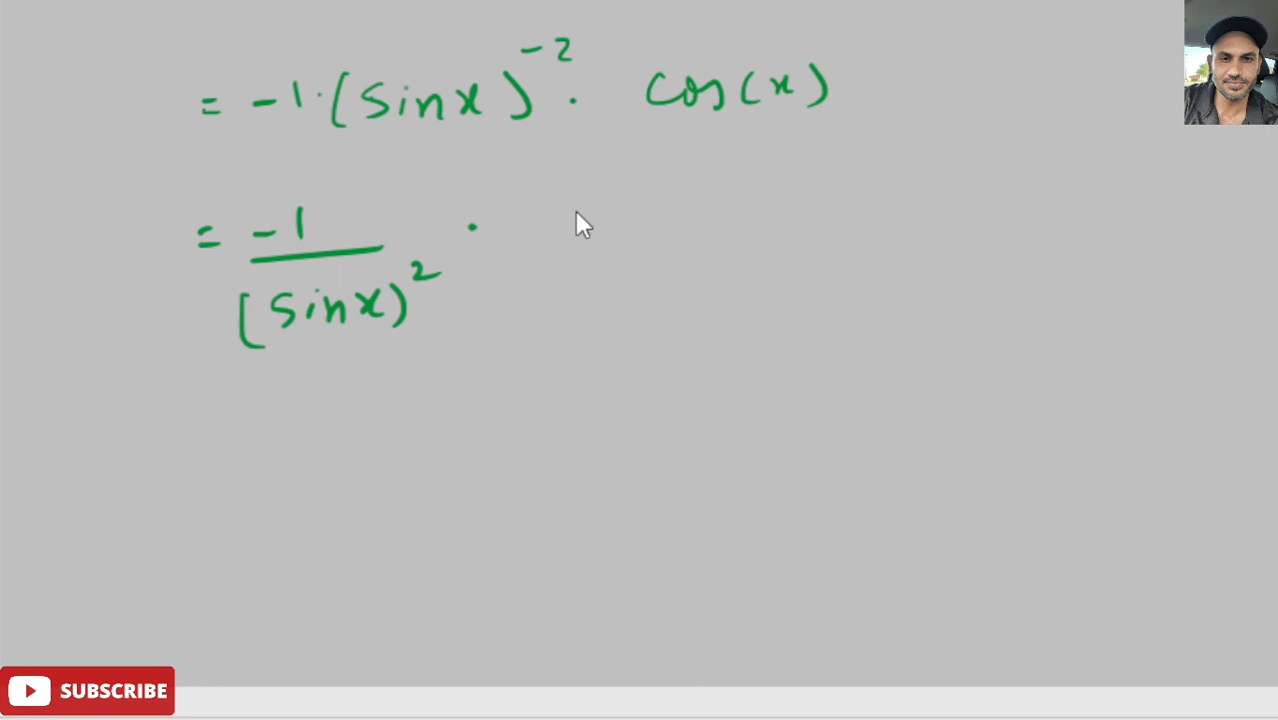 = -1·(sinx)^-2 · cos(x)
= -1/[sinx)^2 ·
SUBSCRIBE